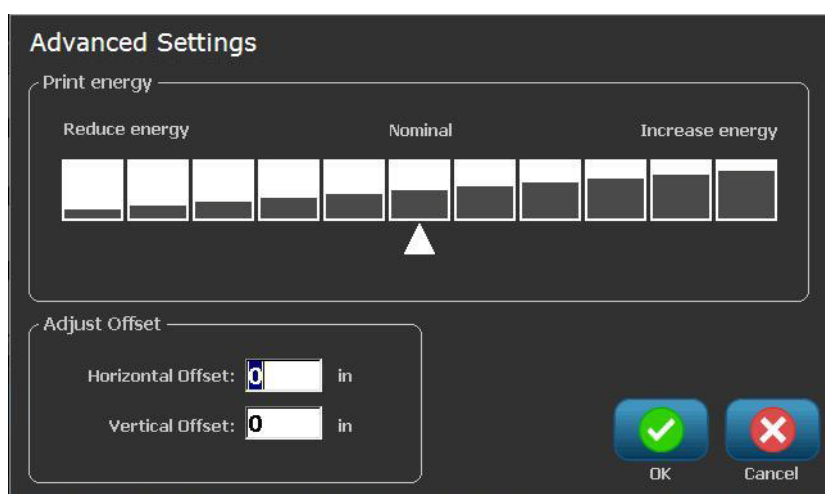 Advanced Settings
Print energy
Reduce energy Nominal Increase energy
Adjust Offset
Horizontal Offset: 0 in
Vertical Offset: 0 in
OK Cancel